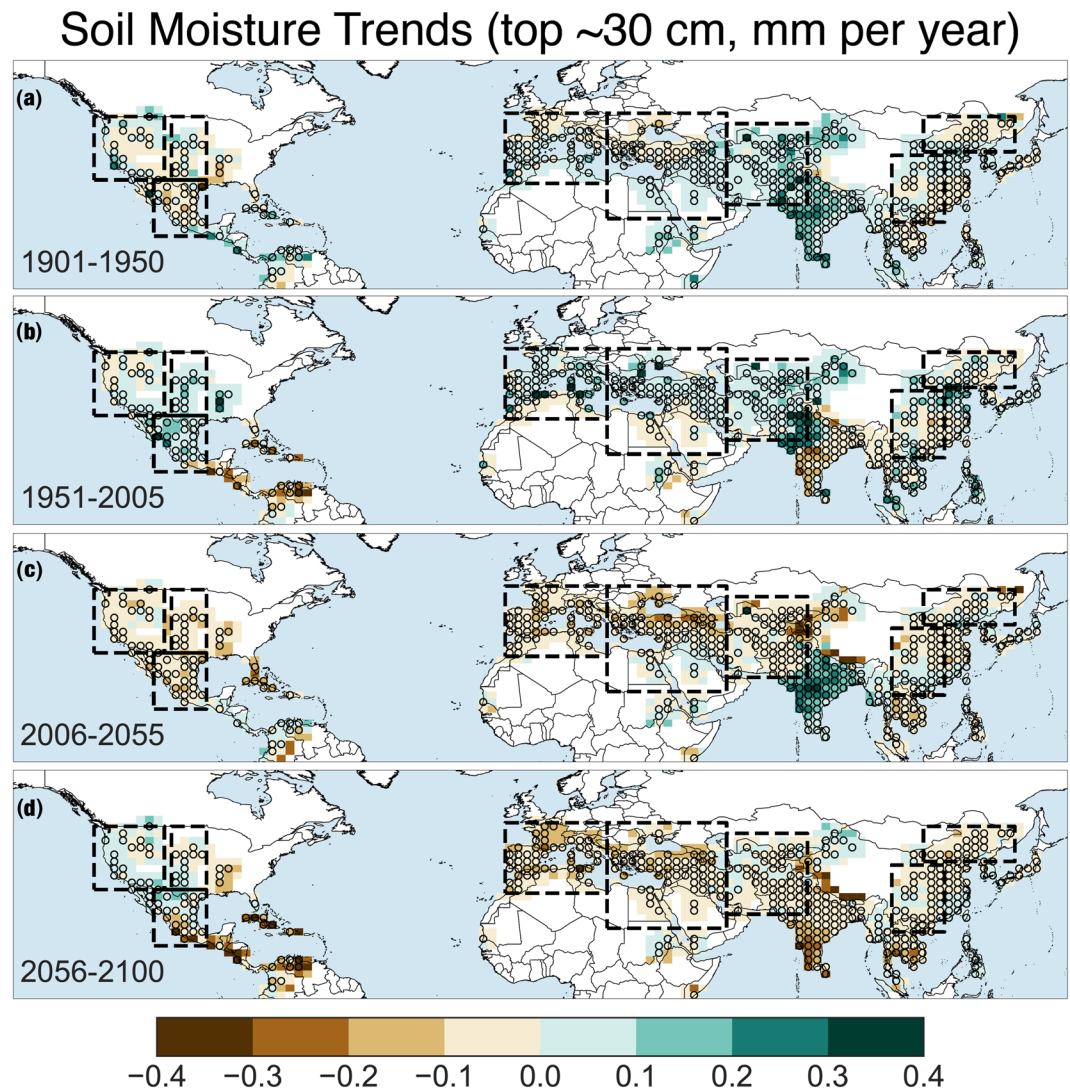 Soil Moisture Trends (top ~30 cm, mm per year)
(a)
1901-1950
(b)
1951-2005
(c)
2006-2055
(d)
2056-2100
−0.4 −0.3 −0.2 −0.1 0.0 0.1 0.2 0.3 0.4